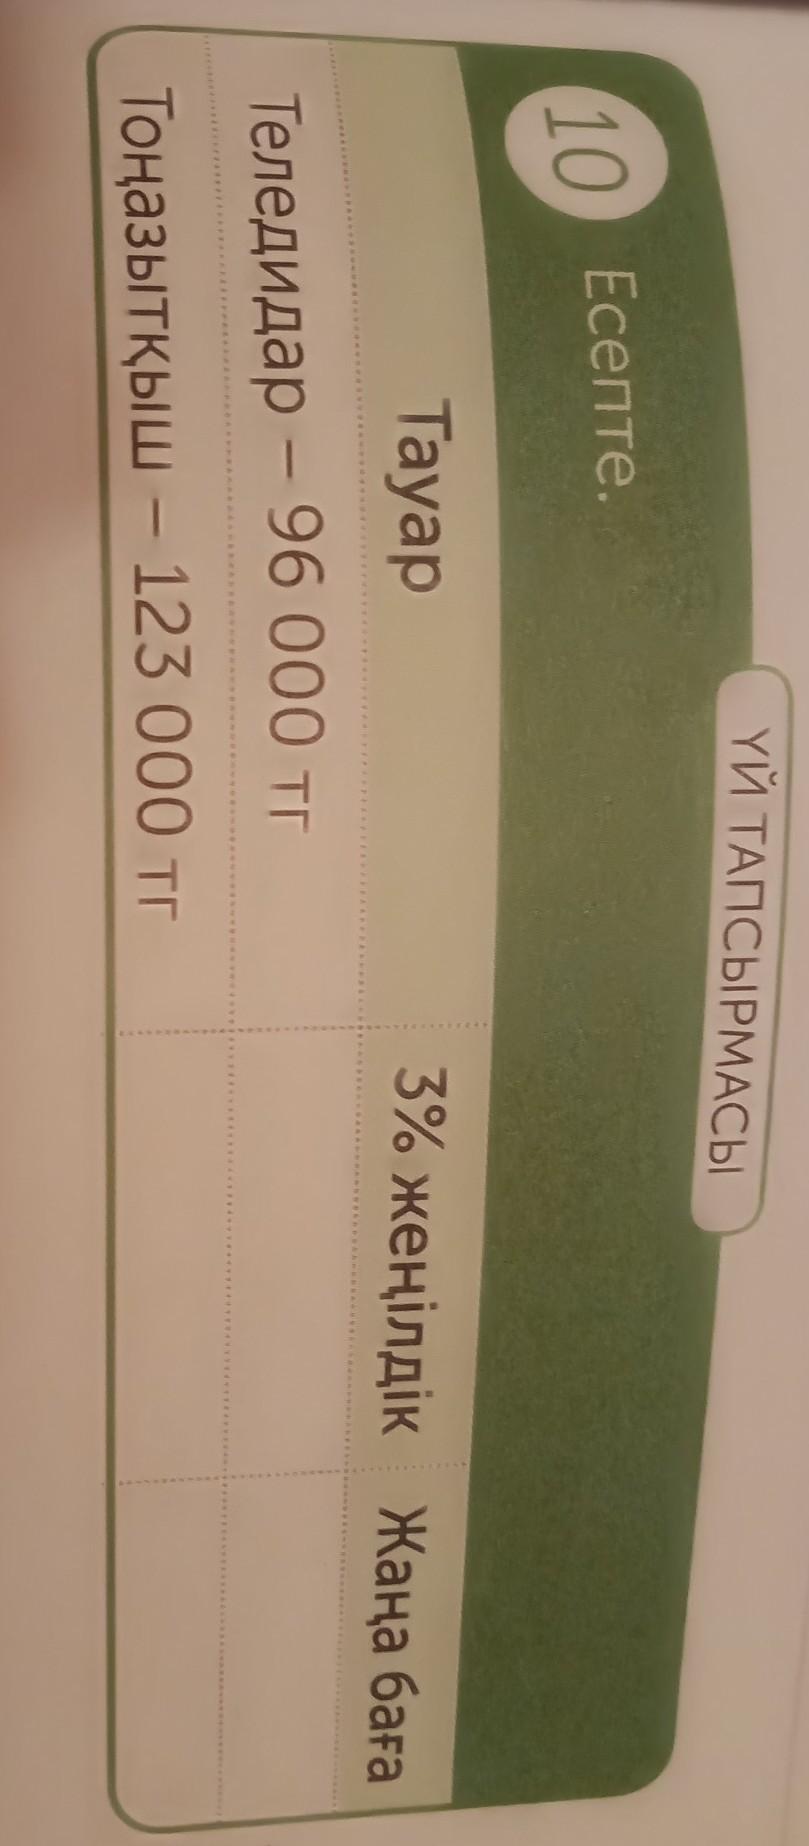 ҮЙ ТАПСЫРМАСЫ
10 Есепте.
Тауар 3% жеңілдік Жаңа баға
Теледидар – 96 000 тг
Тоңазытқыш – 123 000 тг